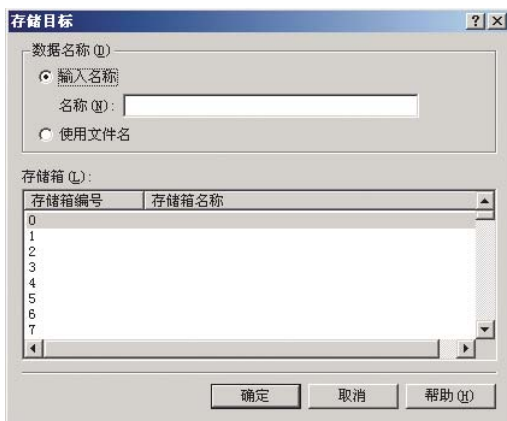 存储目标
数据名称(D)
输入名称
名称(N):
使用文件名
存储箱(L):
存储箱编号 存储箱名称
0
1
2
3
4
5
6
7
确定 取消 帮助(H)